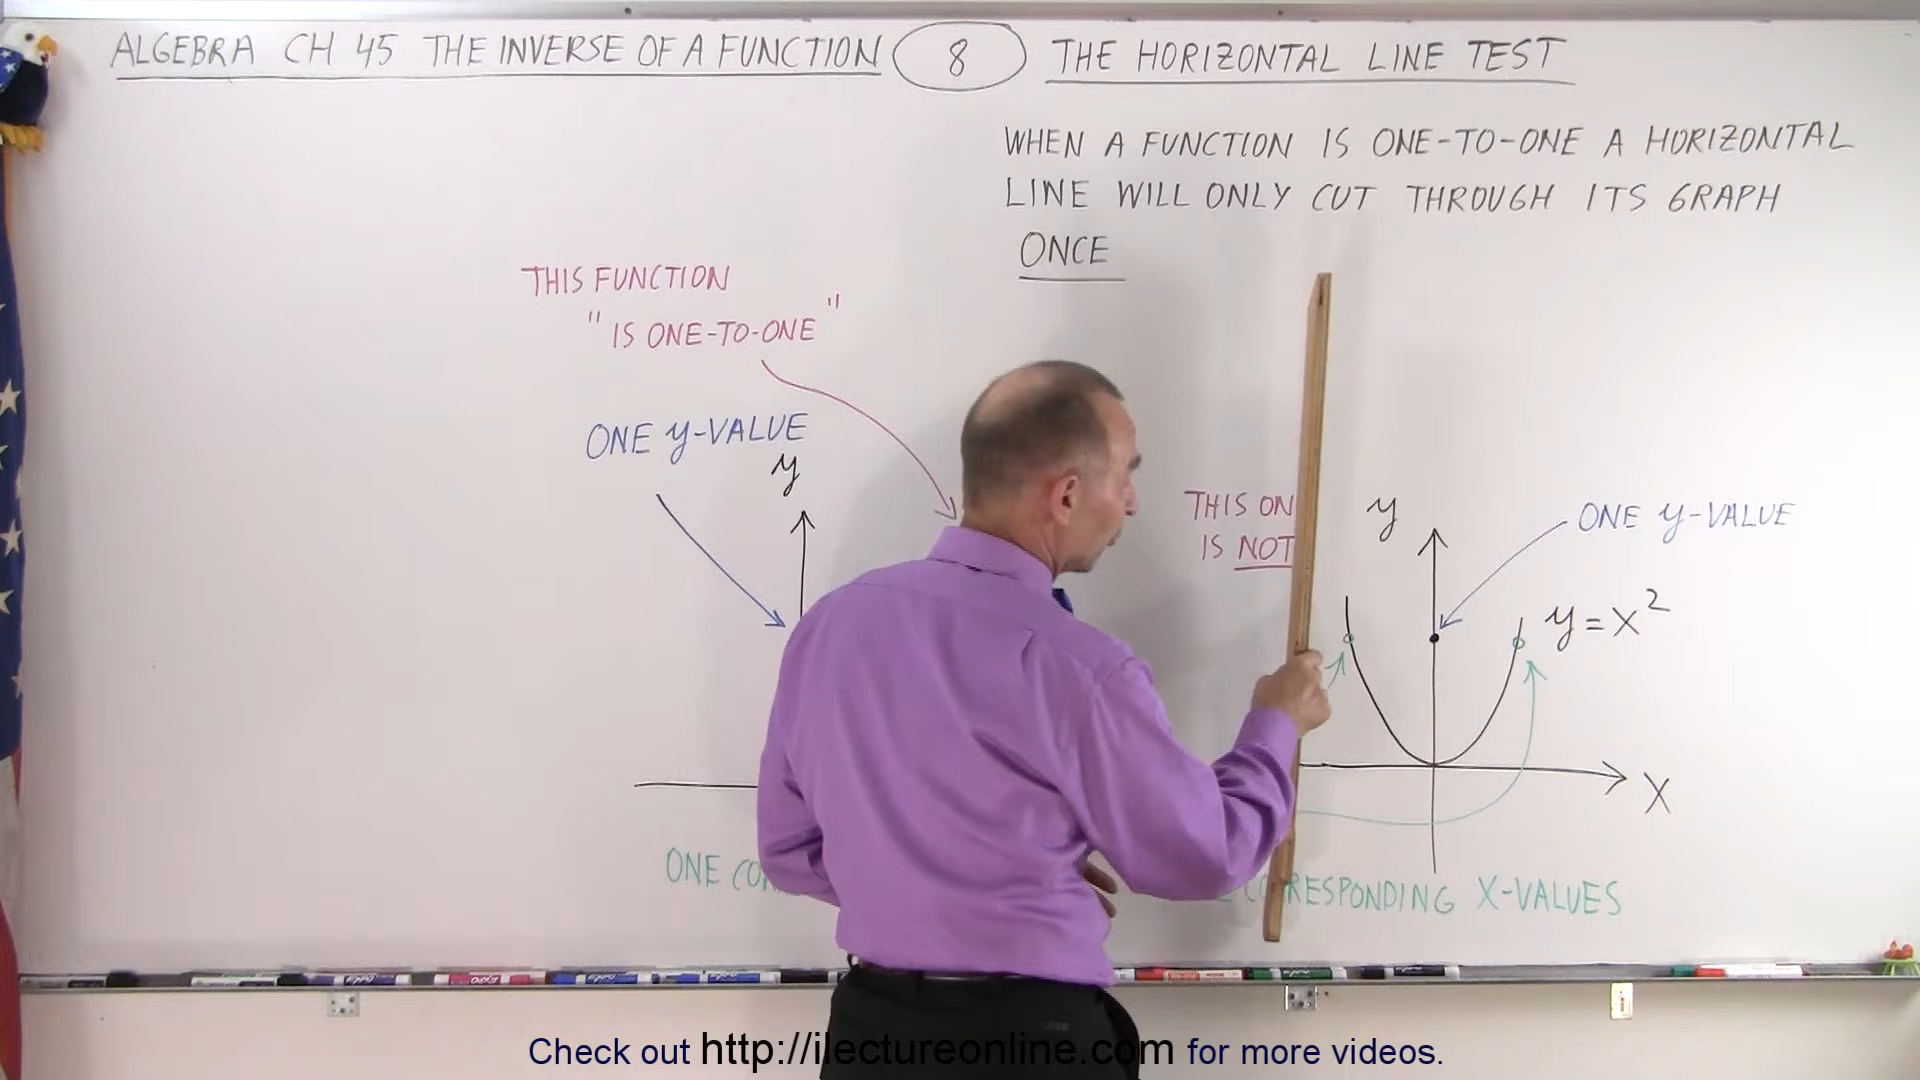 ALGEBRA CH 45 THE INVERSE OF A FUNCTION 8 THE HORIZONTAL LINE TEST
WHEN A FUNCTION IS ONE-TO-ONE A HORIZONTAL
LINE WILL ONLY CUT THROUGH ITS GRAPH
ONCE
THIS FUNCTION
"IS ONE-TO-ONE"
ONE y-VALUE
y
THIS ON
IS NOT
y
ONE y-VALUE
y=x²
X
ONE
RESPONDING X-VALUES
Check out http://ilectureonline.com for more videos.